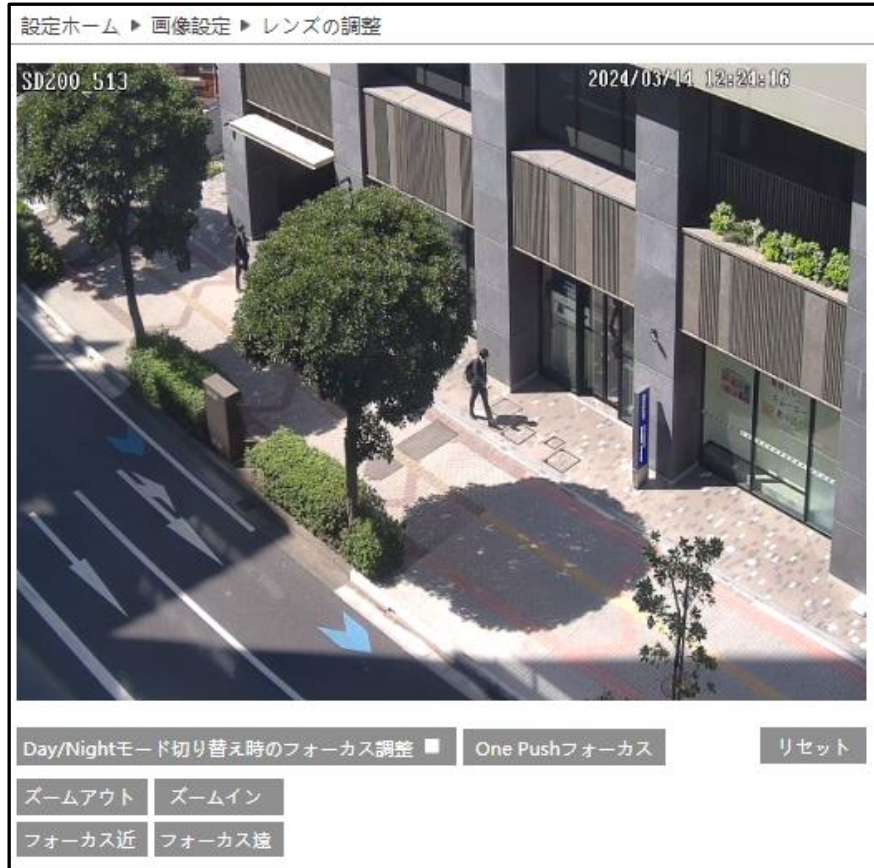 設定ホーム ▶ 画像設定 ▶ レンズの調整
SD200_513 2024/03/14 12:24:16
Day/Nightモード切り替え時のフォーカス調整 One Pushフォーカス リセット
ズームアウト ズームイン
フォーカス近 フォーカス遠